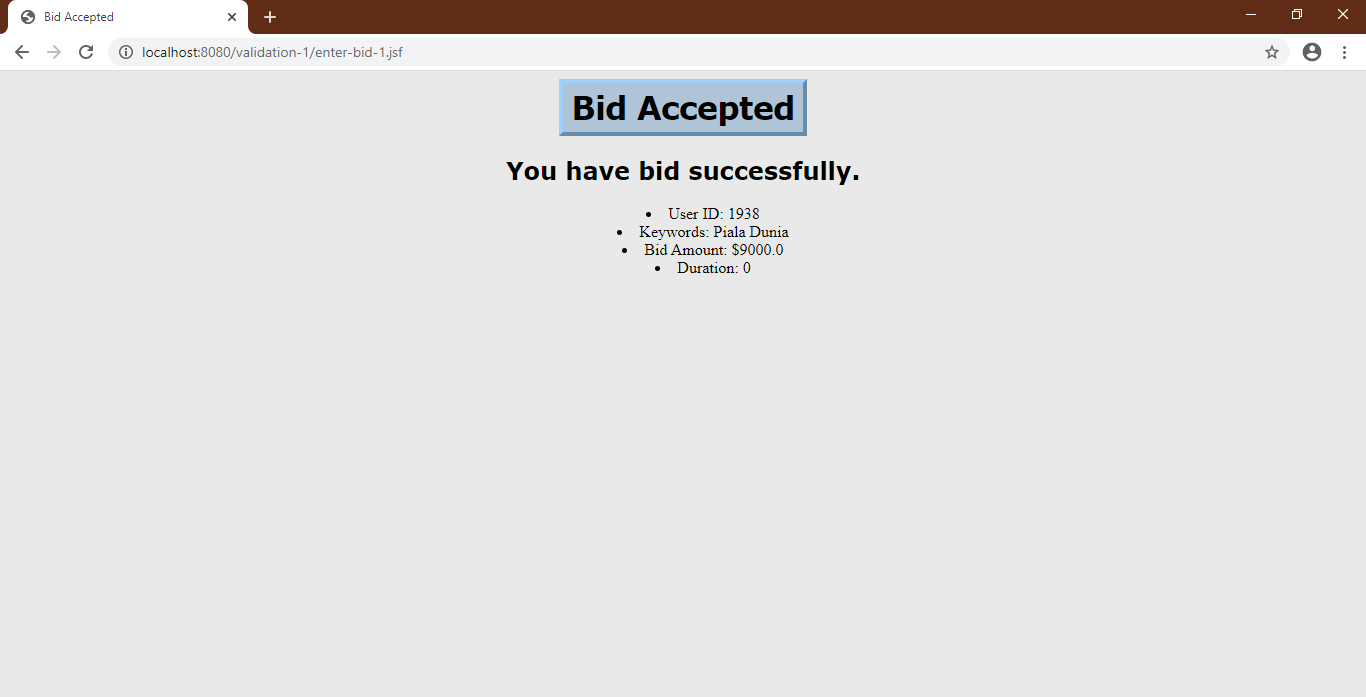 Bid Accepted
localhost:8080/validation-1/enter-bid-1.jsf
Bid Accepted
You have bid successfully.
• User ID: 1938
• Keywords: Piala Dunia
• Bid Amount: $9000.0
• Duration: 0